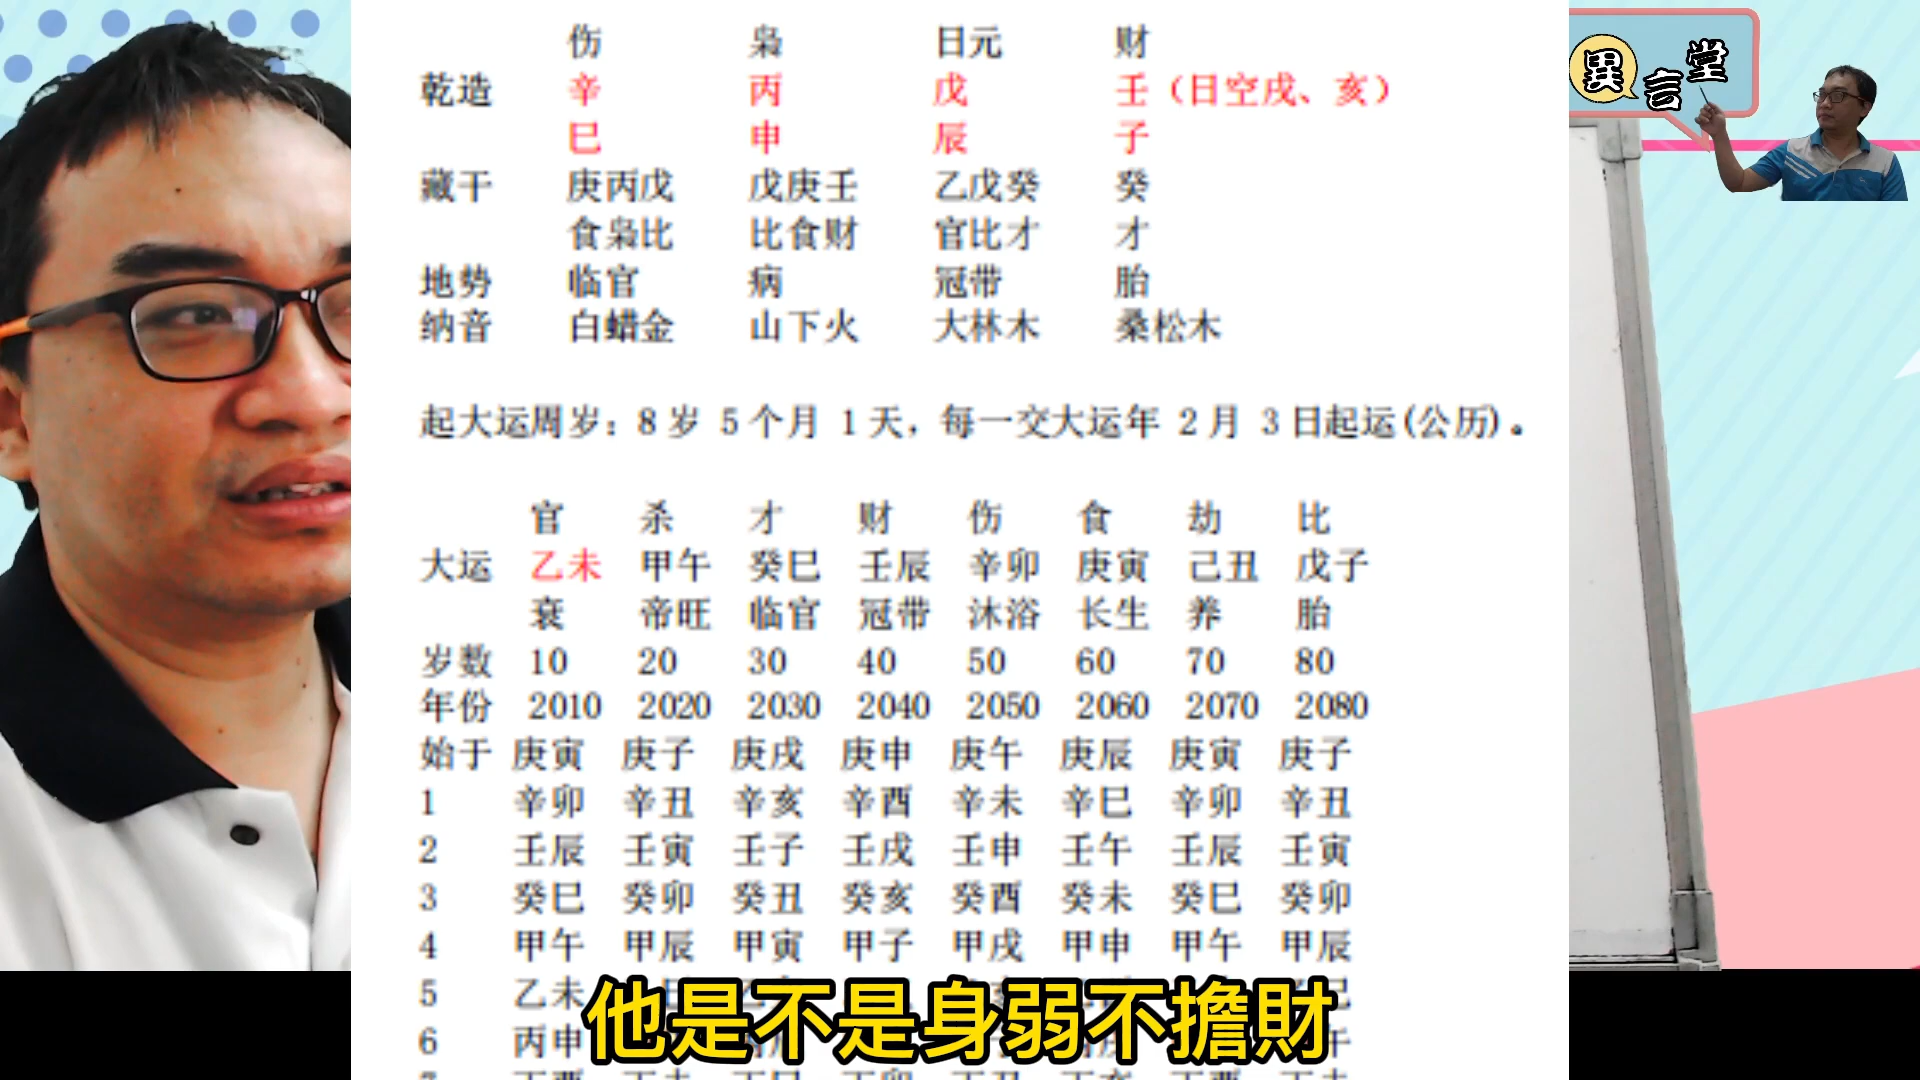 伤 枭 日元 财
乾造 辛 丙 戊 壬（日空戌、亥）
巳 申 辰 子
藏干 庚丙戊 戊庚壬 乙戊癸 癸
食枭比 比食财 官比才 才
地势 临官 病 冠带 胎
纳音 白蜡金 山下火 大林木 桑松木
起大运周岁：8岁 5个月 1天，每一交大运年 2月 3日起运(公历)。
官 杀 才 财 伤 食 劫 比
大运 乙未 甲午 癸巳 壬辰 辛卯 庚寅 己丑 戊子
衰 帝旺 临官 冠带 沐浴 长生 养 胎
岁数 10 20 30 40 50 60 70 80
年份 2010 2020 2030 2040 2050 2060 2070 2080
始于 庚寅 庚子 庚戌 庚申 庚午 庚辰 庚寅 庚子
1 辛卯 辛丑 辛亥 辛酉 辛未 辛巳 辛卯 辛丑
2 壬辰 壬寅 壬子 壬戌 壬申 壬午 壬辰 壬寅
3 癸巳 癸卯 癸丑 癸亥 癸酉 癸未 癸巳 癸卯
4 甲午 甲辰 甲寅 甲子 甲戌 甲申 甲午 甲辰
5 乙未
6 丙申
他是不是身弱不擔財
異言堂